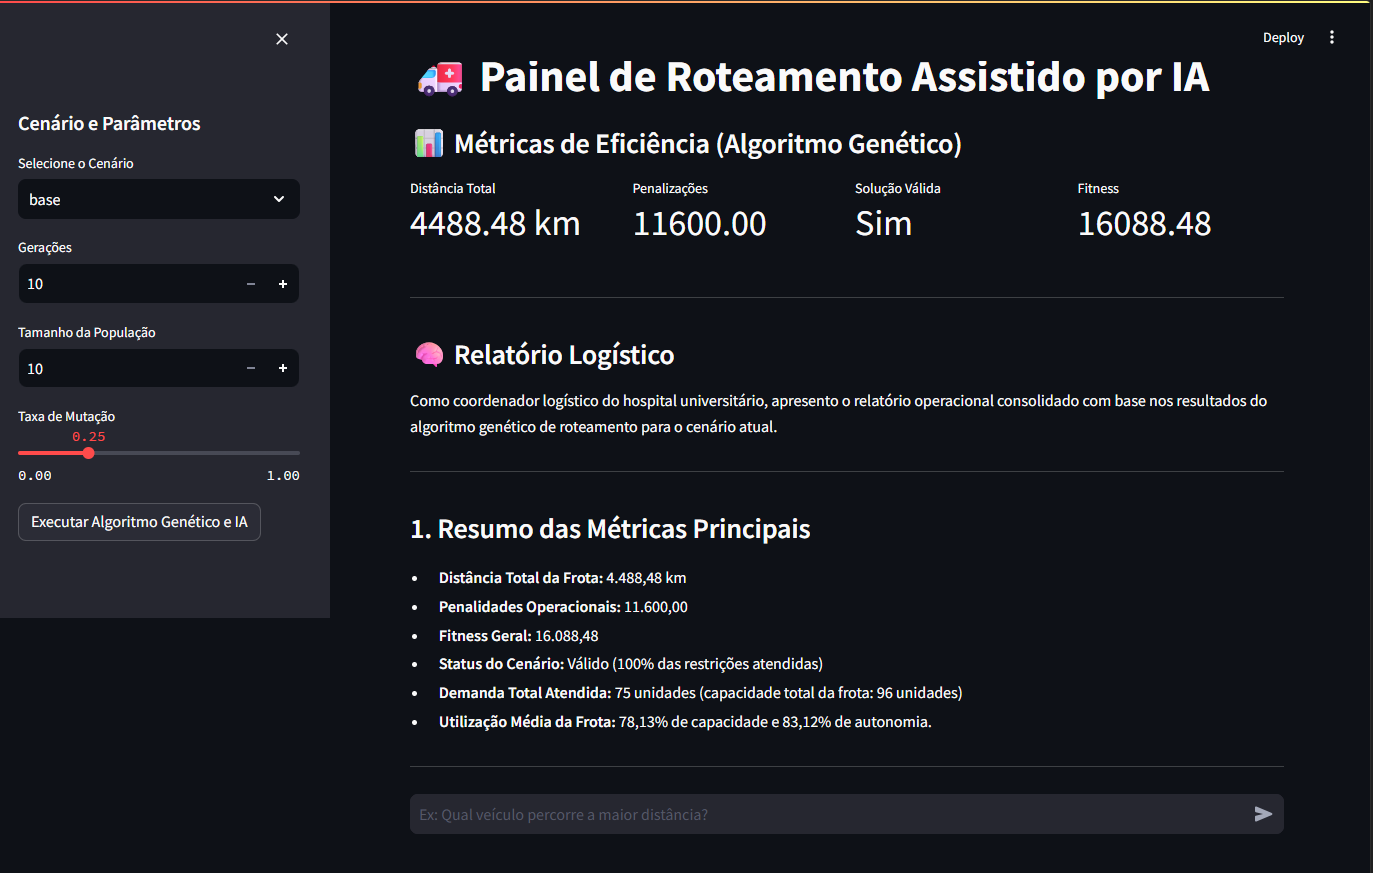 Cenário e Parâmetros
Selecione o Cenário
base
Gerações
10
Tamanho da População
10
Taxa de Mutação
0.25
0.00 1.00
Executar Algoritmo Genético e IA
Deploy
Painel de Roteamento Assistido por IA
Métricas de Eficiência (Algoritmo Genético)
Distância Total Penalizações Solução Válida Fitness
4488.48 km 11600.00 Sim 16088.48
Relatório Logístico
Como coordenador logístico do hospital universitário, apresento o relatório operacional consolidado com base nos resultados do
algoritmo genético de roteamento para o cenário atual.
1. Resumo das Métricas Principais
• Distância Total da Frota: 4.488,48 km
• Penalidades Operacionais: 11.600,00
• Fitness Geral: 16.088,48
• Status do Cenário: Válido (100% das restrições atendidas)
• Demanda Total Atendida: 75 unidades (capacidade total da frota: 96 unidades)
• Utilização Média da Frota: 78,13% de capacidade e 83,12% de autonomia.
Ex: Qual veículo percorre a maior distância?